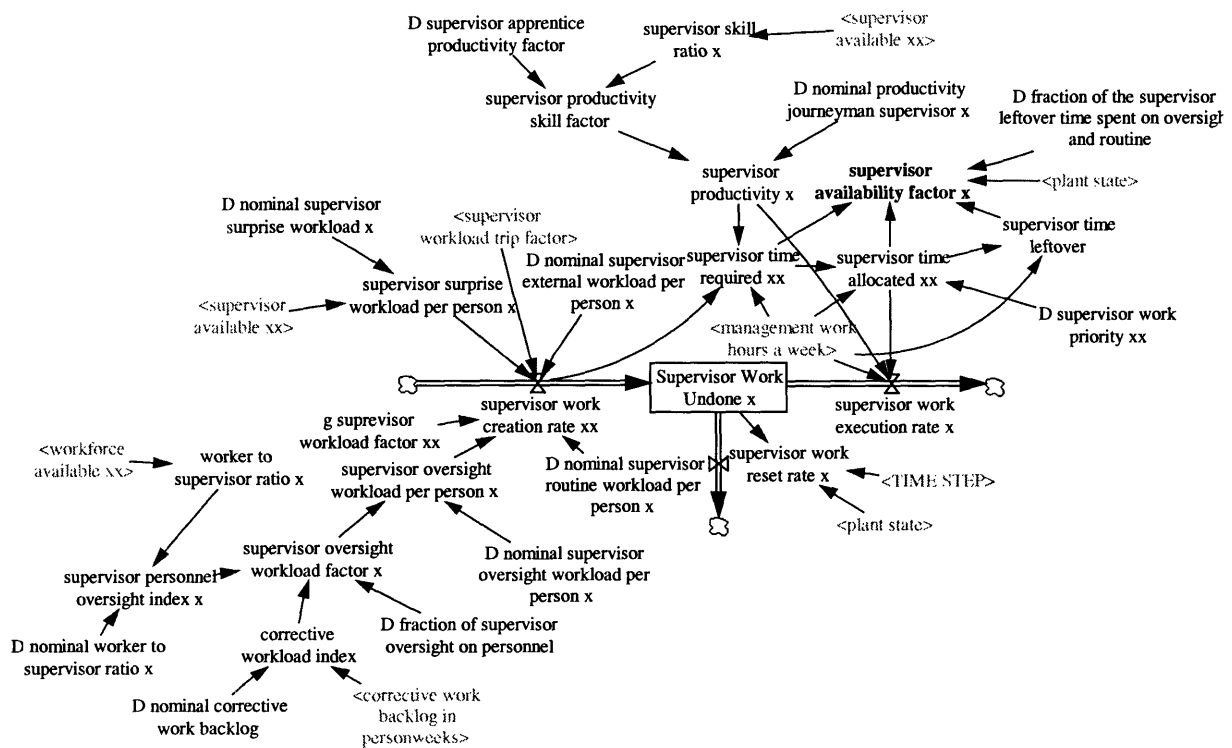 D supervisor apprentice
productivity factor
supervisor skill
ratio x
<supervisor
available xx>
supervisor productivity
skill factor
D nominal productivity
journeyman supervisor x
D fraction of the supervisor
leftover time spent on oversight
and routine
supervisor
productivity x
supervisor
availability factor x
<plant state>
D nominal supervisor
surprise workload x
<supervisor
workload trip factor>
D nominal supervisor
external workload per
person x
supervisor time
required xx
supervisor time
allocated xx
supervisor time
leftover
supervisor surprise
workload per person x
<supervisor
available xx>
<management work
hours a week>
D supervisor work
priority xx
Supervisor Work
Undone x
supervisor work
creation rate xx
supervisor work
execution rate x
g suprevisor
workload factor xx
<workforce
available xx>
worker to
supervisor ratio x
supervisor oversight
workload per person x
D nominal supervisor
routine workload per
person x
supervisor work
reset rate x
<TIME STEP>
<plant state>
supervisor personnel
oversight index x
supervisor oversight
workload factor x
D nominal supervisor
oversight workload per
person x
D nominal worker to
supervisor ratio x
corrective
workload index
D fraction of supervisor
oversight on personnel
D nominal corrective
work backlog
<corrective work
backlog in
personweeks>